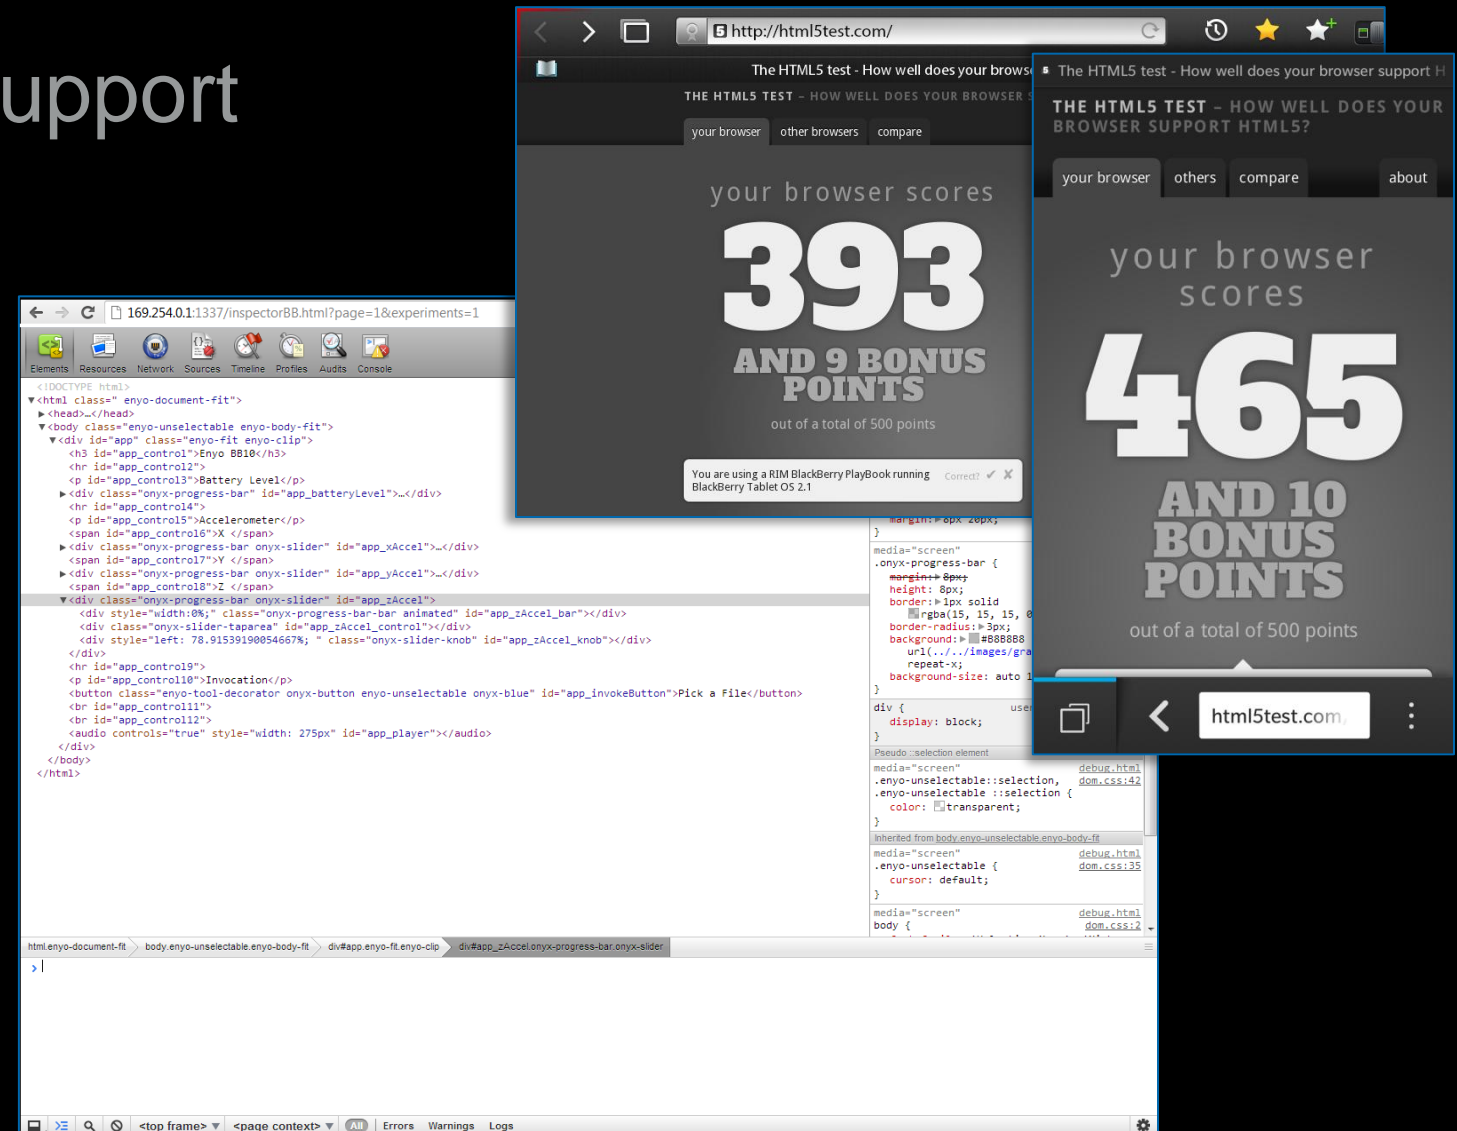 upport
http://html5test.com/
The HTML5 test - How well does your brows
THE HTML5 TEST – HOW WELL DOES YOUR BROWSER S
your browser other browsers compare
your browser scores
393
AND 9 BONUS
POINTS
out of a total of 500 points
You are using a RIM BlackBerry PlayBook running
BlackBerry Tablet OS 2.1
Correct? ✔ ✘
The HTML5 test - How well does your browser support H
THE HTML5 TEST – HOW WELL DOES YOUR
BROWSER SUPPORT HTML5?
your browser others compare about
your browser
scores
465
AND 10
BONUS
POINTS
out of a total of 500 points
html5test.com
169.254.0.1:1337/inspectorBB.html?page=1&experiments=1
Elements Resources Network Sources Timeline Profiles Audits Console
<!DOCTYPE html>
▼<html class=" enyo-document-fit">
▶<head>…</head>
▼<body class="enyo-unselectable enyo-body-fit">
▼<div id="app" class="enyo-fit enyo-clip">
<h3 id="app_control">Enyo BB10</h3>
<hr id="app_control2">
<p id="app_control3">Battery Level</p>
▶<div class="onyx-progress-bar" id="app_batteryLevel">…</div>
<hr id="app_control4">
<p id="app_control5">Accelerometer</p>
<span id="app_control6">X </span>
▶<div class="onyx-progress-bar onyx-slider" id="app_xAccel">…</div>
<span id="app_control7">Y </span>
▶<div class="onyx-progress-bar onyx-slider" id="app_yAccel">…</div>
<span id="app_control8">Z </span>
▼<div class="onyx-progress-bar onyx-slider" id="app_zAccel">
<div style="width:0%;" class="onyx-progress-bar-bar animated" id="app_zAccel_bar"></div>
<div class="onyx-slider-taparea" id="app_zAccel_control"></div>
<div style="left: 78.91539190054667%; " class="onyx-slider-knob" id="app_zAccel_knob"></div>
</div>
<hr id="app_control9">
<p id="app_control10">Invocation</p>
<button class="enyo-tool-decorator onyx-button enyo-unselectable onyx-blue" id="app_invokeButton">Pick a File</button>
<br id="app_control11">
<br id="app_control12">
<audio controls="true" style="width: 275px" id="app_player"></audio>
</div>
</body>
</html>
margin:▶8px 20px;
}
media="screen"
.onyx-progress-bar {
margin:▶8px;
height: 8px;
border:▶1px solid
rgba(15, 15, 15, 0
border-radius:▶3px;
background:▶ #B8B8B8
url(../../images/gra
repeat-x;
background-size: auto 1
}
div { user
display: block;
}
Pseudo ::selection element
media="screen" debug.html
.enyo-unselectable::selection, dom.css:42
.enyo-unselectable ::selection {
color: transparent;
}
Inherited from body.enyo-unselectable.enyo-body-fit
media="screen" debug.html
.enyo-unselectable { dom.css:35
cursor: default;
}
media="screen" debug.html
body { dom.css:2
html.enyo-document-fit body.enyo-unselectable.enyo-body-fit div#app.enyo-fit.enyo-clip div#app_zAccel.onyx-progress-bar.onyx-slider
>
<top frame> ▼ <page context> ▼ All Errors Warnings Logs